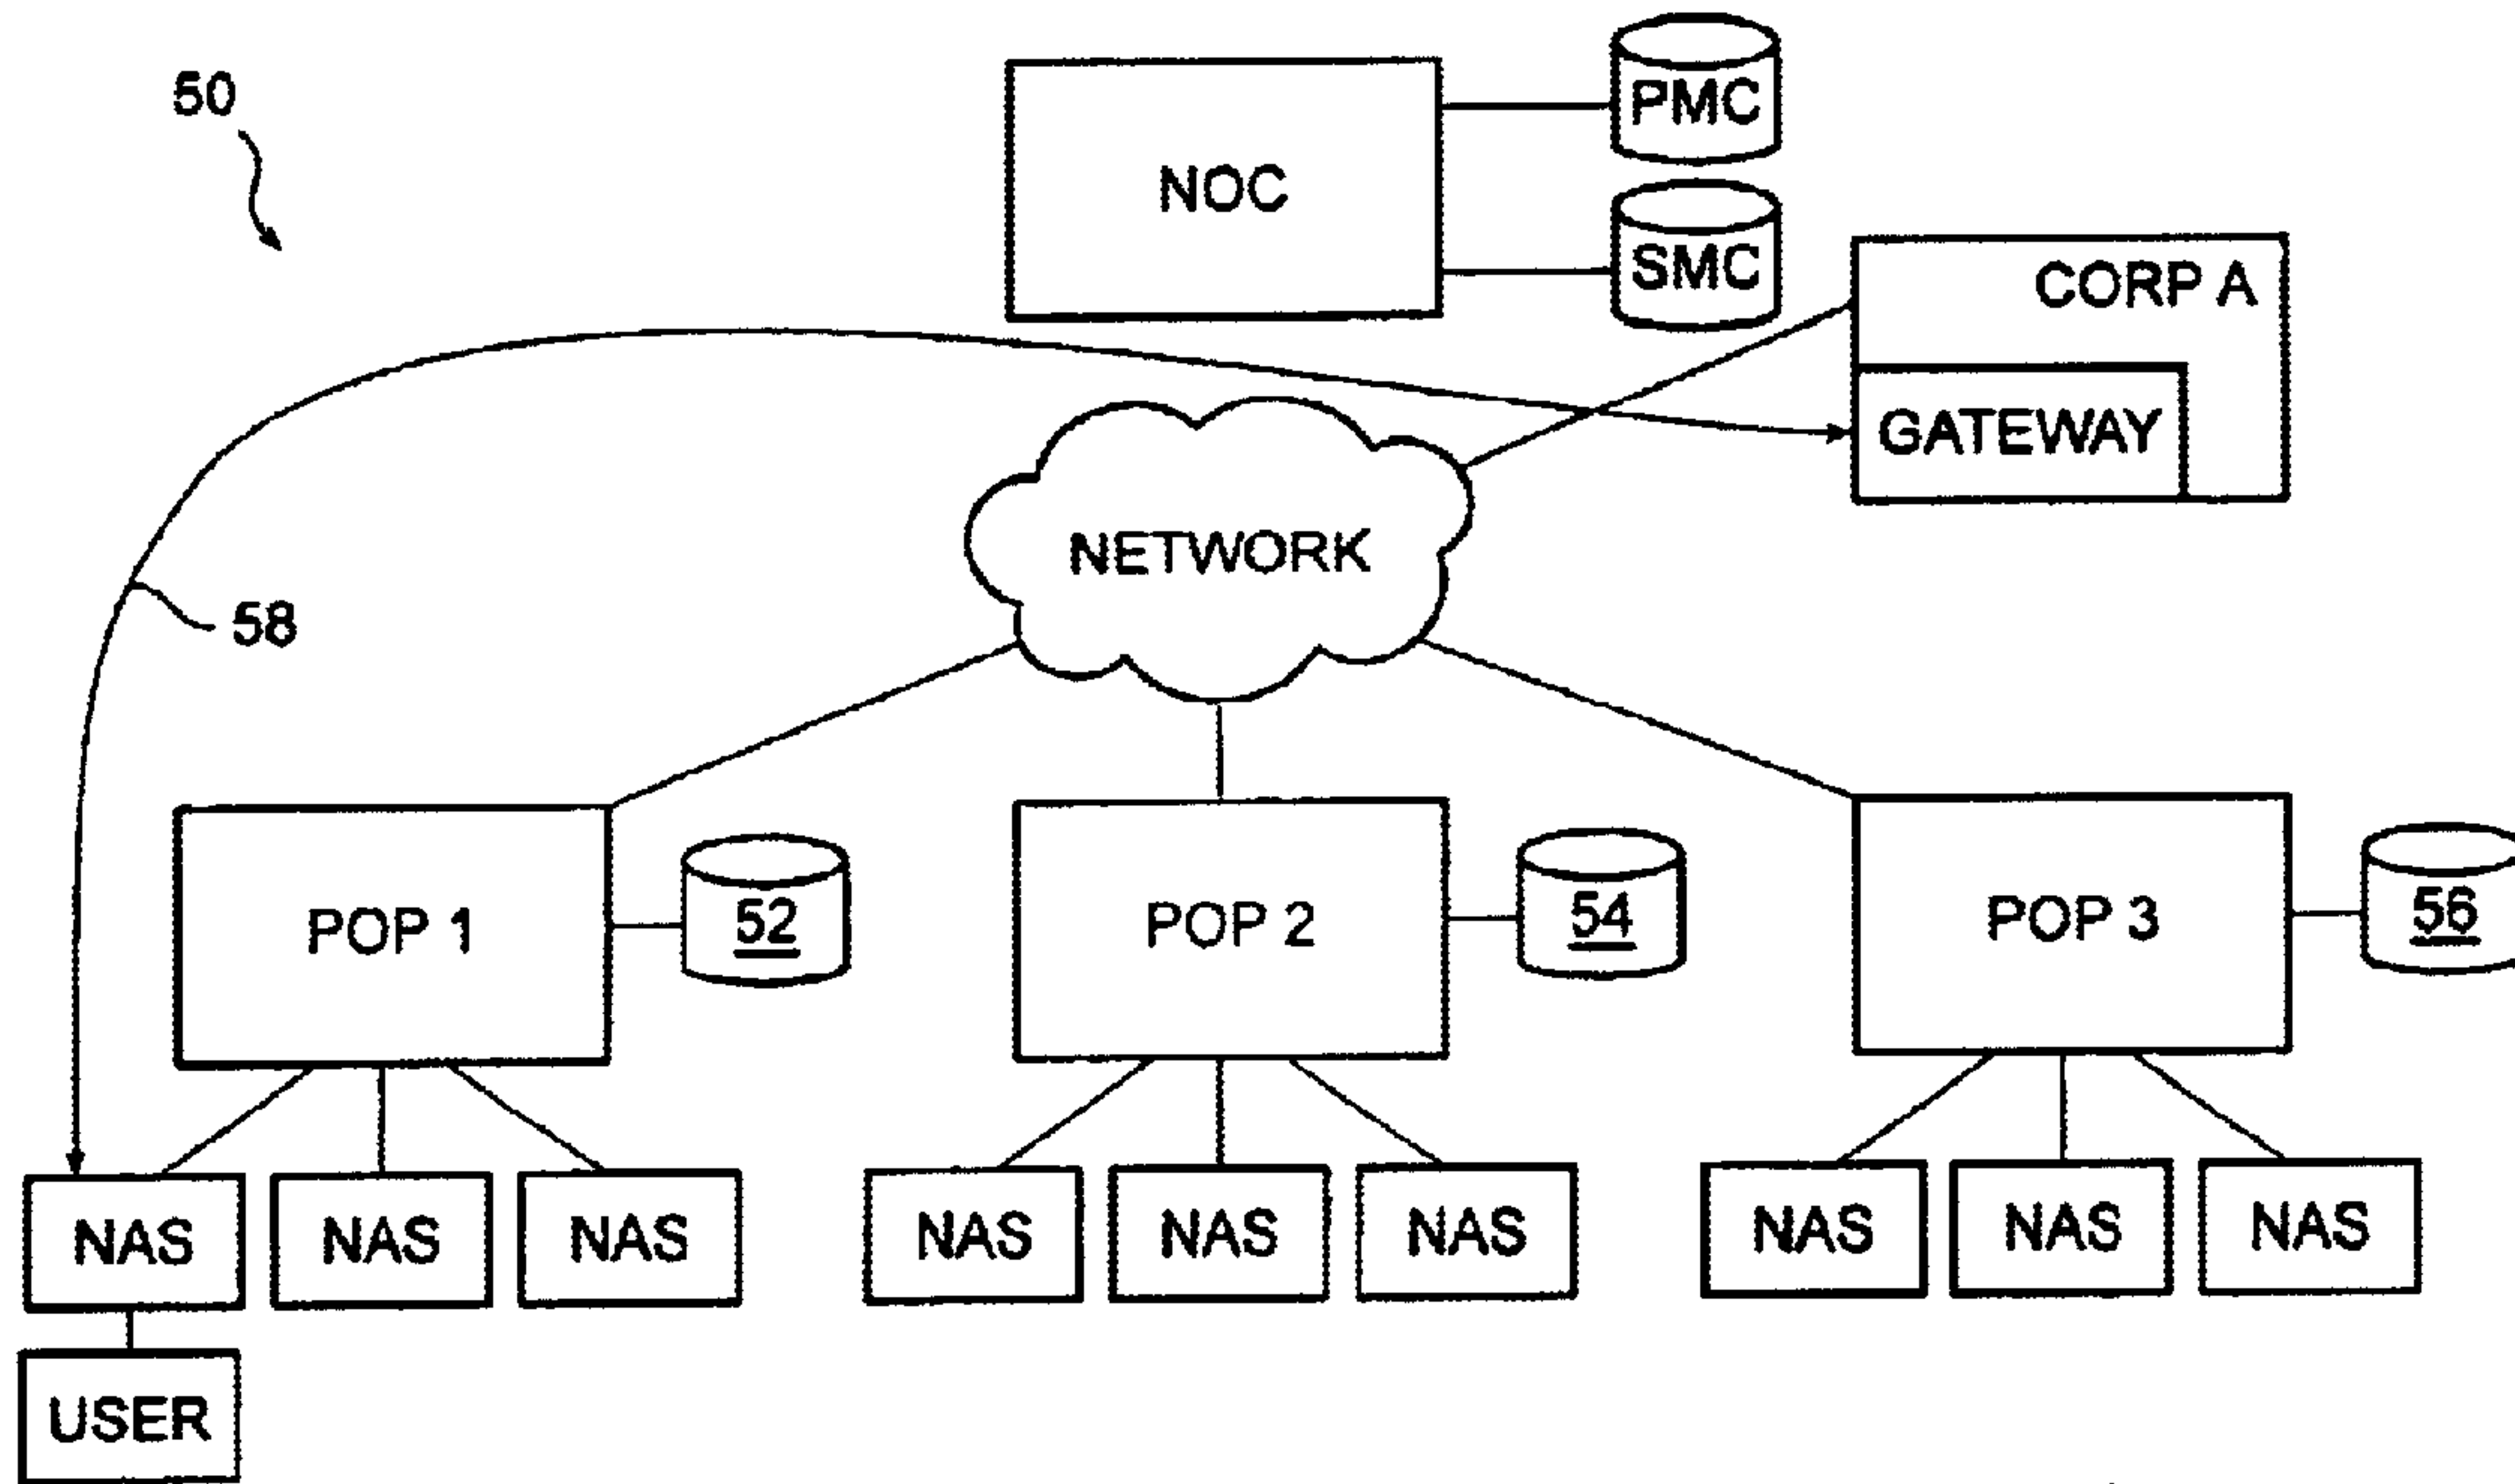 50
NOC
PMC
SMC
CORP A
GATEWAY
NETWORK
58
POP 1
52
POP 2
54
POP 3
56
NAS
NAS
NAS
NAS
NAS
NAS
NAS
NAS
NAS
USER